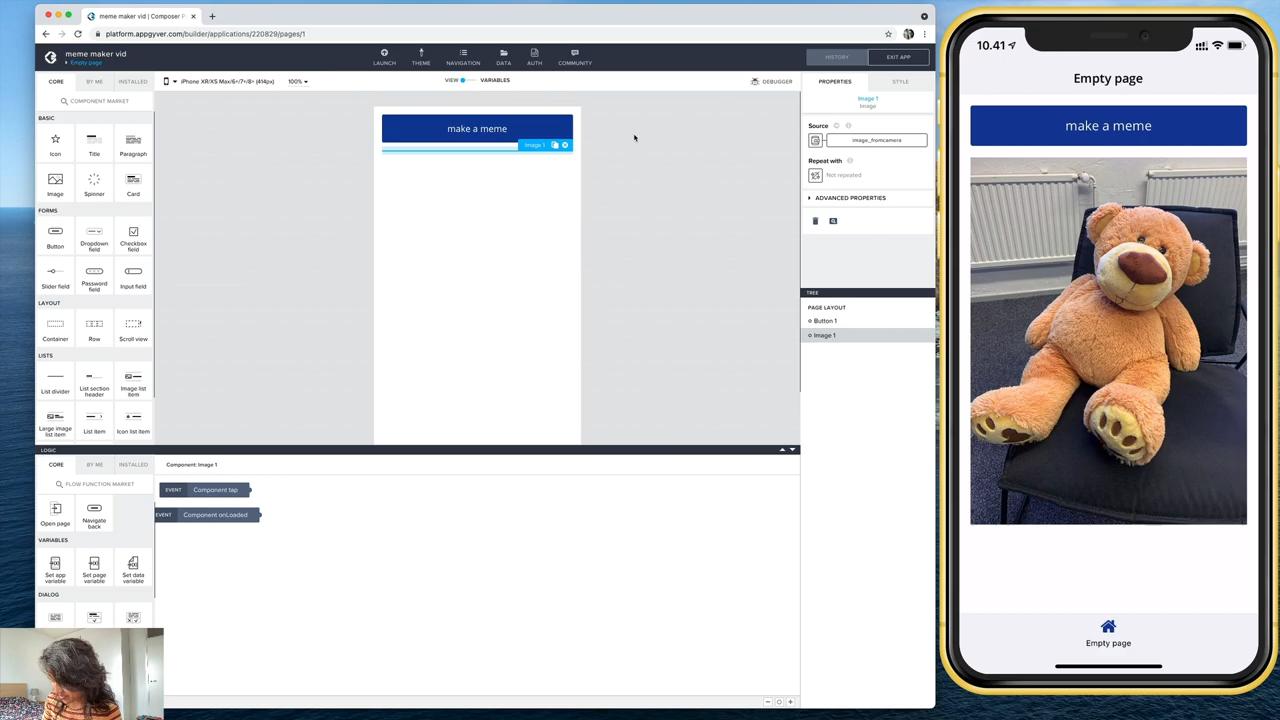 meme maker vid | Composer P
platform.appgyver.com/builder/applications/220829/pages/1
meme maker vid
Empty page
LAUNCH
THEME
NAVIGATION
DATA
AUTH
COMMUNITY
HISTORY
EXIT APP
CORE
BY ME
INSTALLED
iPhone XR/XS Max/6+/7+/8+ (414px)
100%
VIEW
VARIABLES
DEBUGGER
PROPERTIES
STYLE
COMPONENT MARKET
BASIC
Icon
Title
Paragraph
Image
Spinner
Card
FORMS
Button
Dropdown field
Checkbox field
Slider field
Password field
Input field
LAYOUT
Container
Row
Scroll view
LISTS
List divider
List section header
Image list item
Large image list item
List item
Icon list item
make a meme
Image 1
Image 1
Image
Source
image_fromcamera
Repeat with
Not repeated
ADVANCED PROPERTIES
TREE
PAGE LAYOUT
Button 1
Image 1
LOGIC
CORE
BY ME
INSTALLED
Component: Image 1
FLOW FUNCTION MARKET
Open page
Navigate back
VARIABLES
Set app variable
Set page variable
Set data variable
DIALOG
EVENT
Component tap
EVENT
Component onLoaded
10.41
Empty page
make a meme
Empty page